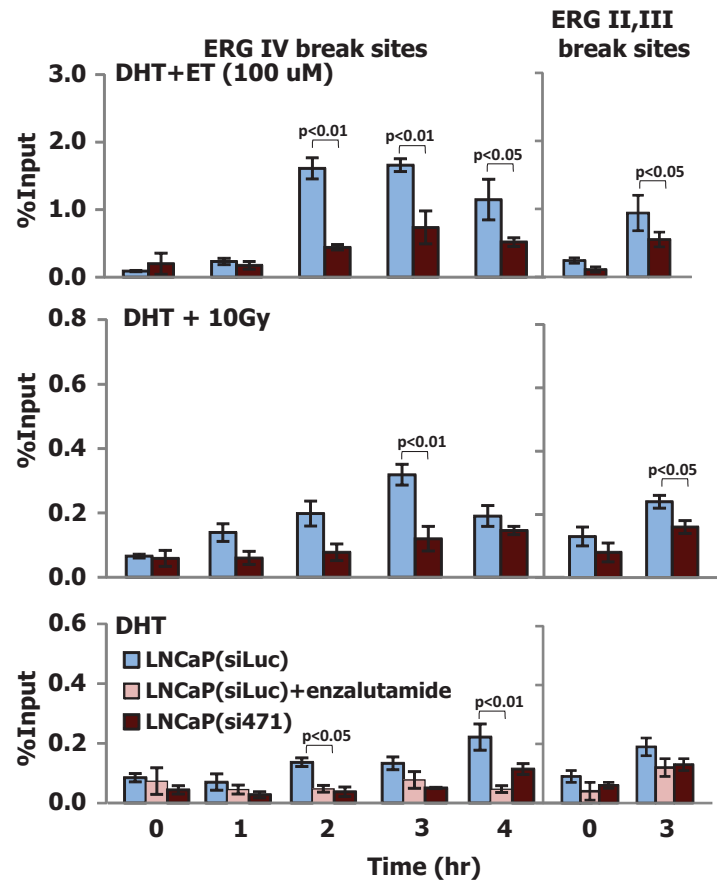 ERG IV break sites
ERG II,III
break sites
DHT+ET (100 uM)
%Input
3.0
2.0
1.0
0.0
p<0.01
p<0.01
p<0.05
p<0.05
DHT + 10Gy
%Input
0.8
0.6
0.4
0.2
0.0
p<0.01
p<0.05
DHT
%Input
0.6
0.4
0.2
0.0
LNCaP(siLuc)
LNCaP(siLuc)+enzalutamide
LNCaP(si471)
p<0.05
p<0.01
0 1 2 3 4 0 3
Time (hr)